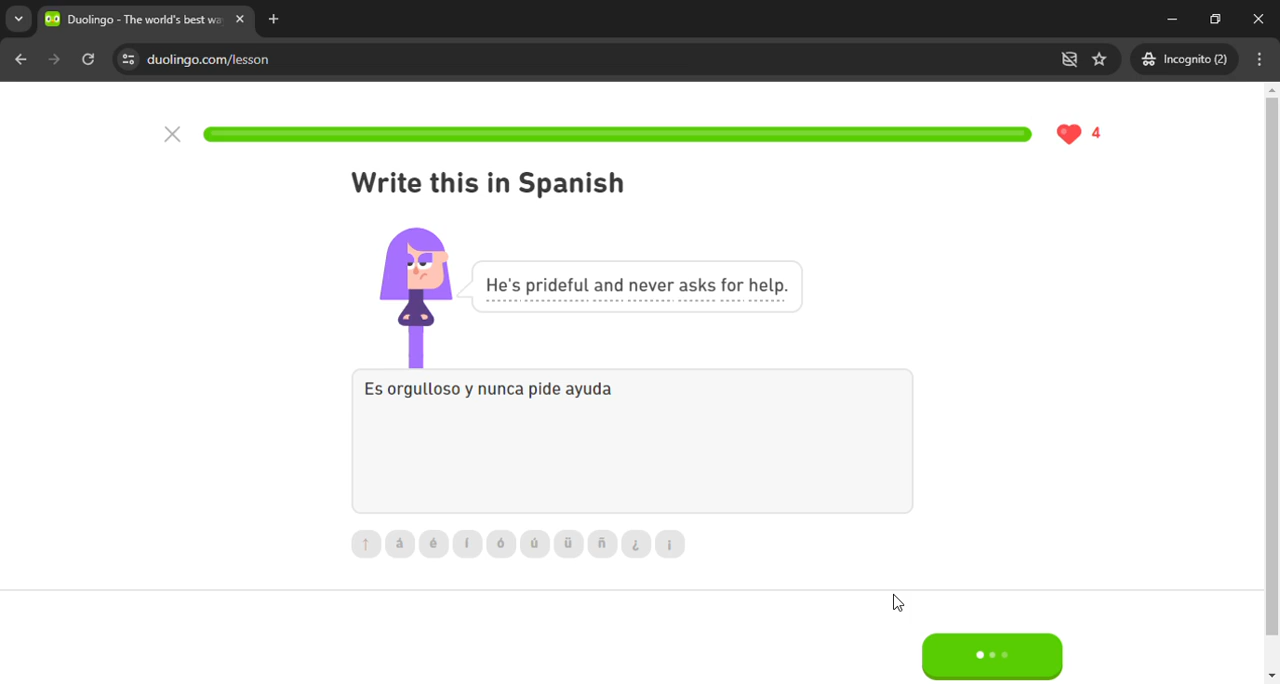 Duolingo - The world's best wa
duolingo.com/lesson
Incognito (2)
4
Write this in Spanish
He's prideful and never asks for help.
Es orgulloso y nunca pide ayuda
↑ á é í ó ú ü ñ ¿ ¡